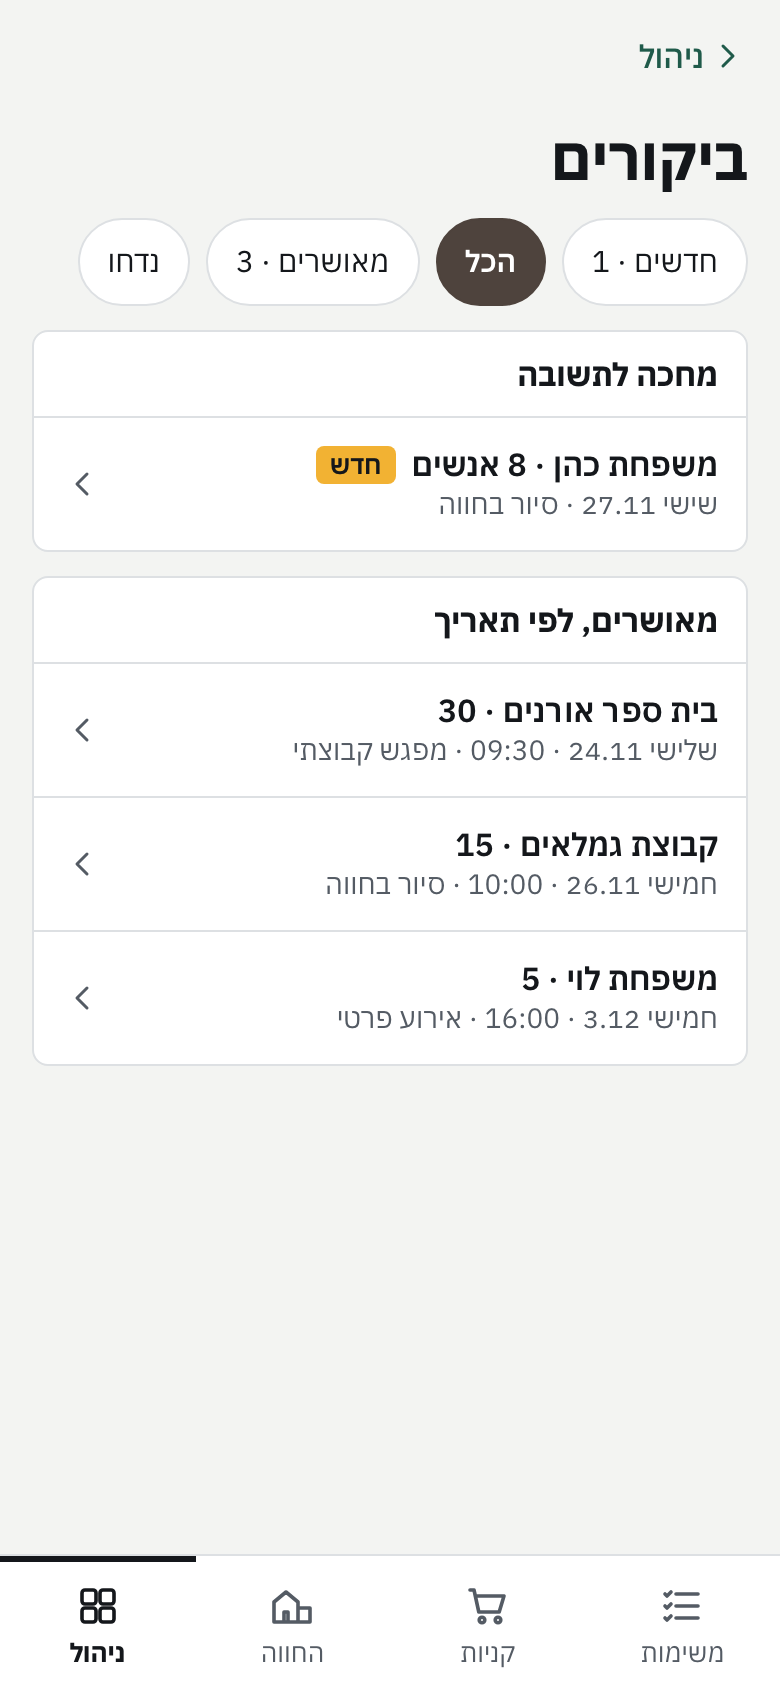 ניהול
ביקורים
חדשים · 1
הכל
מאושרים · 3
נדחו
מחכה לתשובה
משפחת כהן · 8 אנשים חדש
שישי 27.11 · סיור בחווה
מאושרים, לפי תאריך
בית ספר אורנים · 30
שלישי 24.11 · 09:30 · מפגש קבוצתי
קבוצת גמלאים · 15
חמישי 26.11 · 10:00 · סיור בחווה
משפחת לוי · 5
חמישי 3.12 · 16:00 · אירוע פרטי
משימות
קניות
החווה
ניהול